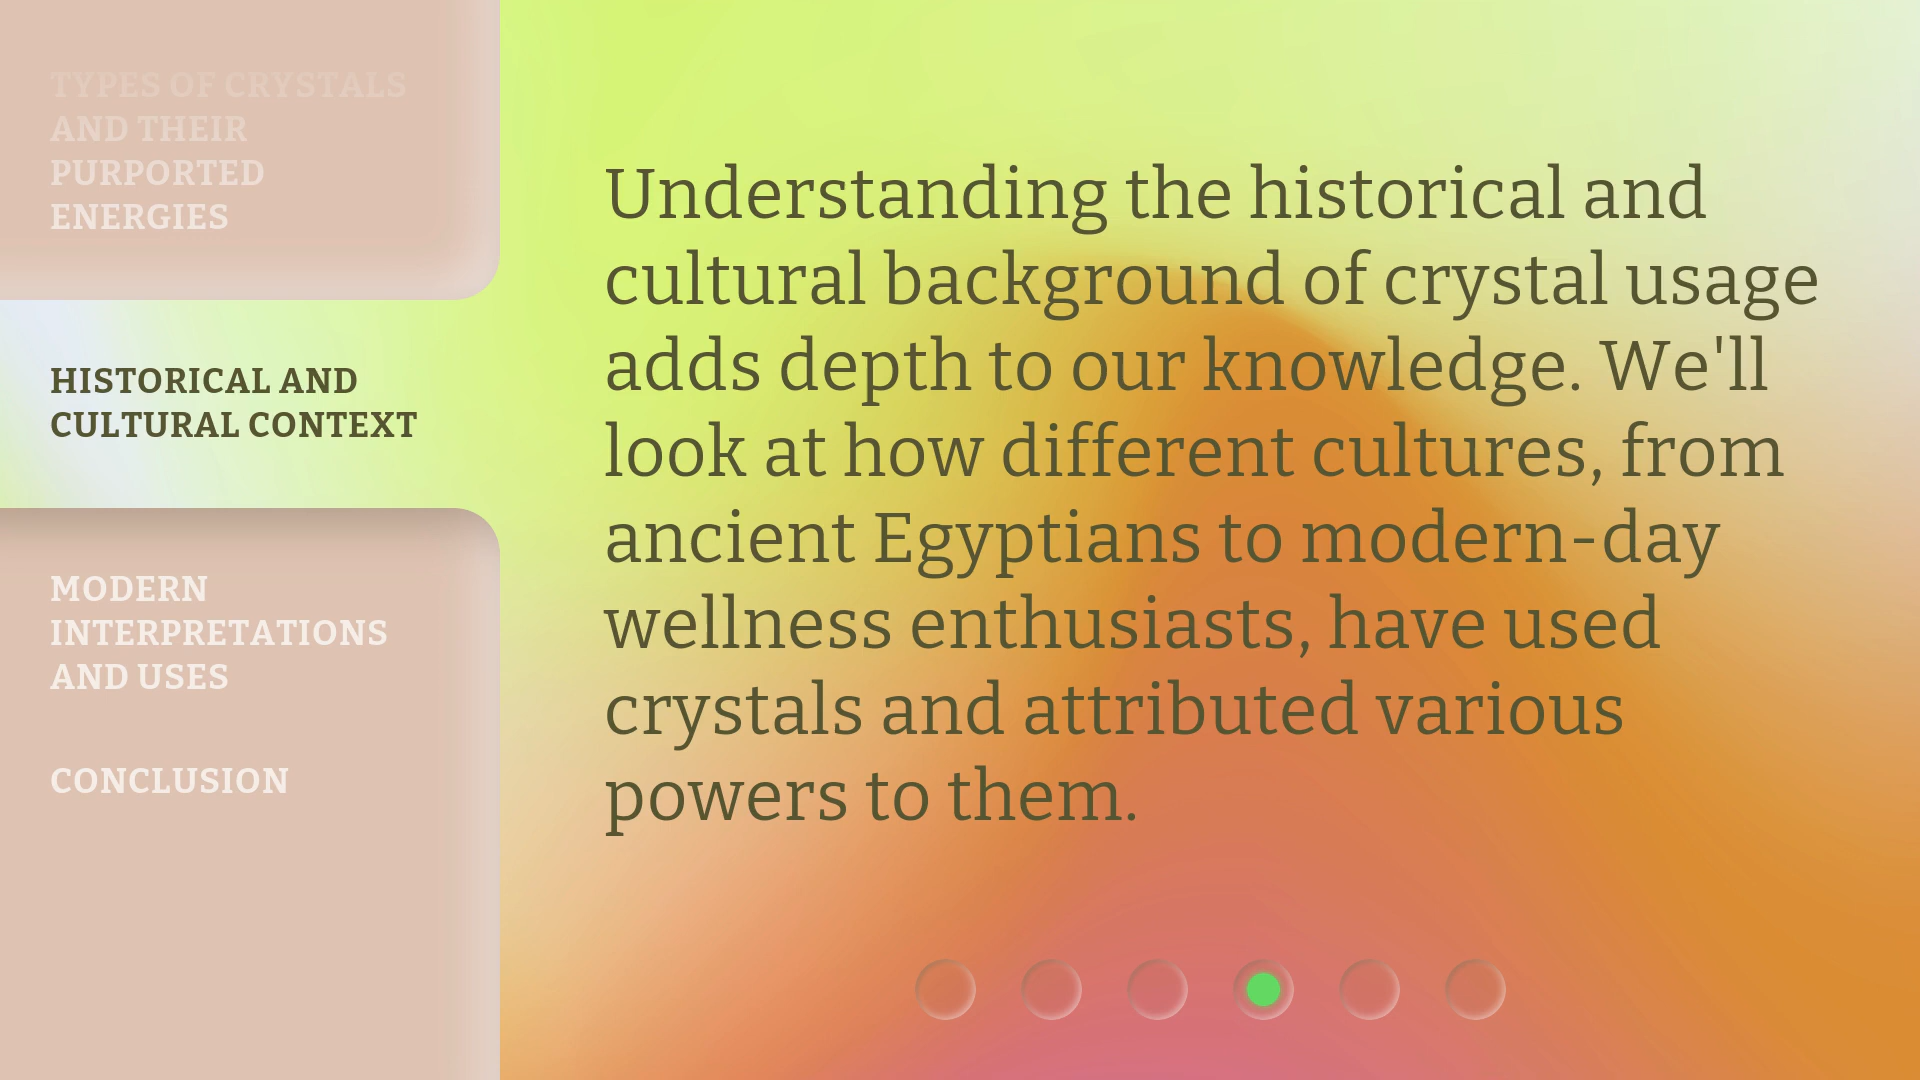 TYPES OF CRYSTALS
AND THEIR
PURPORTED
ENERGIES
HISTORICAL AND
CULTURAL CONTEXT
MODERN
INTERPRETATIONS
AND USES
CONCLUSION
Understanding the historical and
cultural background of crystal usage
adds depth to our knowledge. We'll
look at how different cultures, from
ancient Egyptians to modern-day
wellness enthusiasts, have used
crystals and attributed various
powers to them.